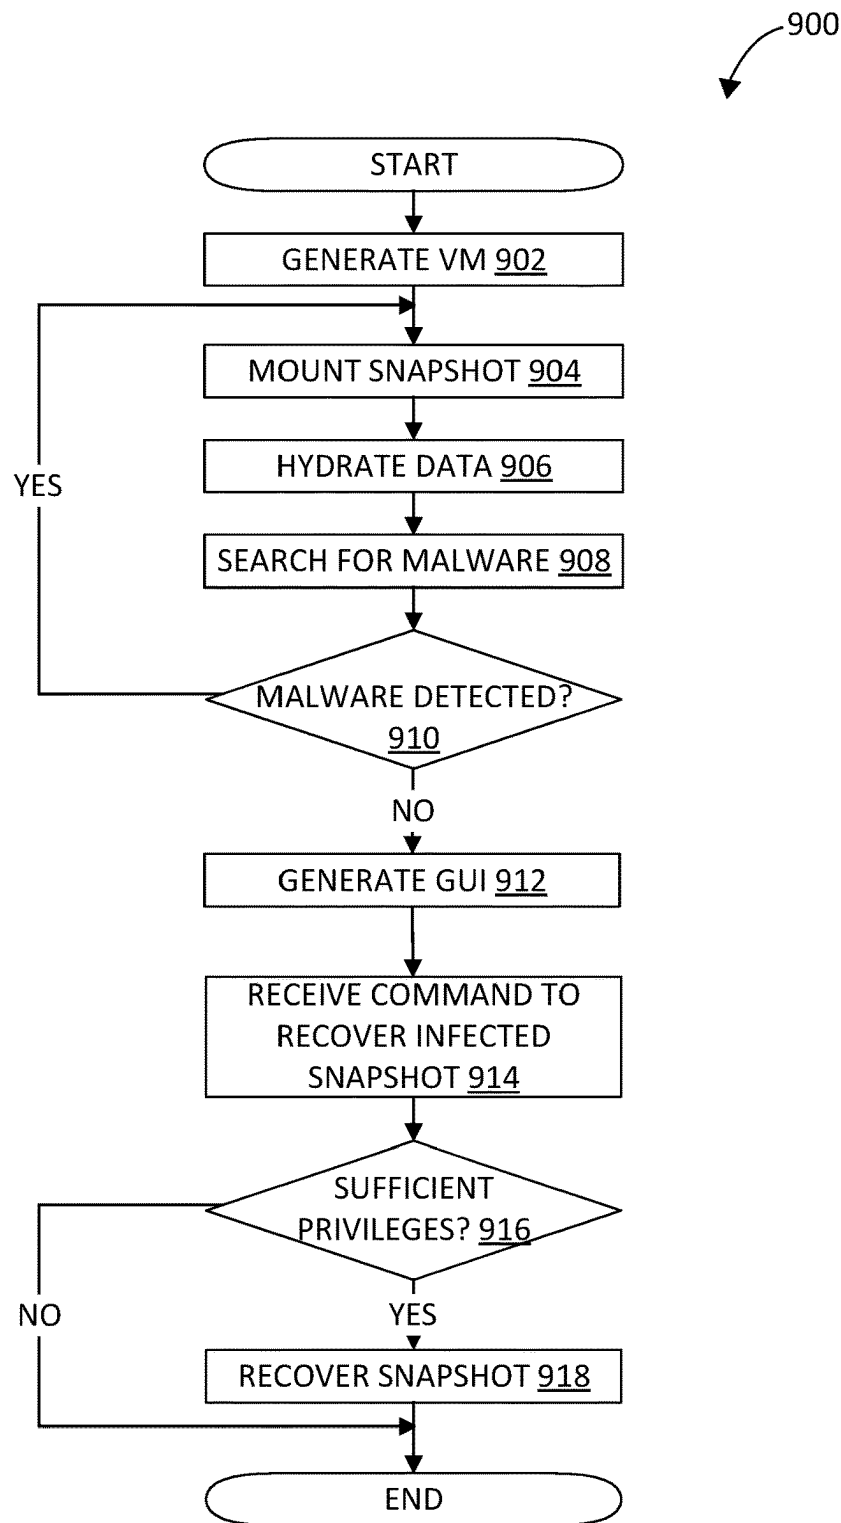 900
START
GENERATE VM 902
MOUNT SNAPSHOT 904
HYDRATE DATA 906
YES
SEARCH FOR MALWARE 908
MALWARE DETECTED?
910
NO
GENERATE GUI 912
RECEIVE COMMAND TO
RECOVER INFECTED
SNAPSHOT 914
SUFFICIENT
PRIVILEGES? 916
NO
YES
RECOVER SNAPSHOT 918
END